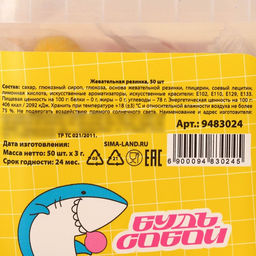 Жевательная резинка, 50 шт
Состав: сахар, глюкозный сироп, глюкоза, основа жевательной резинки, глицерин, соевый лецитин,
лимонная кислота, искусственные ароматизаторы, искусственные красители: E102, E110, E129, E133.
Пищевая ценность на 100 г: белки – 0 г; жиры – 0 г; углеводы – 78 г. Энергетическая ценность на 100 г:
406 ккал / 2092 кДж. Хранить при температуре +18 (±3) °C и относительной влажности воздуха не более
75 %. Не подвергать воздействию прямого солнечного света. Наименование и адрес изготовителя:
Арт.: 9483024
ТР ТС 021/2011.
SIMA-LAND.RU
Дата изготовления:
Масса нетто: 50 шт. x 3 г.
Срок годности: 24 мес.
05
21
EAC
6 900094 830245
БУДЬ
СОБОЙ